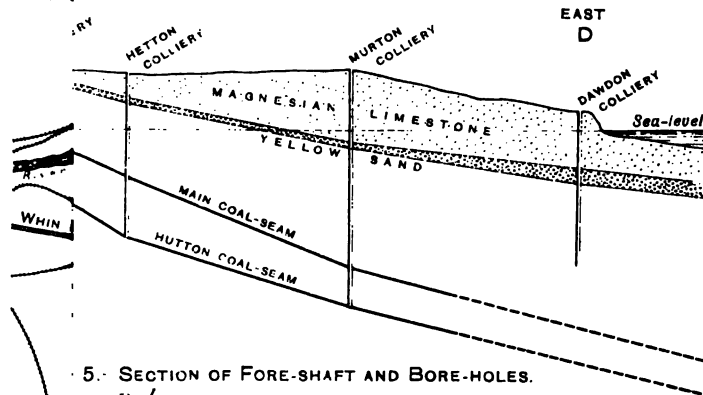 EAST
D
RY
HETTON
COLLIERY
MURTON
COLLIERY
DAWDON
COLLIERY
Sea-level
MAGNESIAN LIMESTONE
YELLOW SAND
MAIN COAL-SEAM
WHIN
HUTTON COAL-SEAM
5.- SECTION OF FORE-SHAFT AND BORE-HOLES.